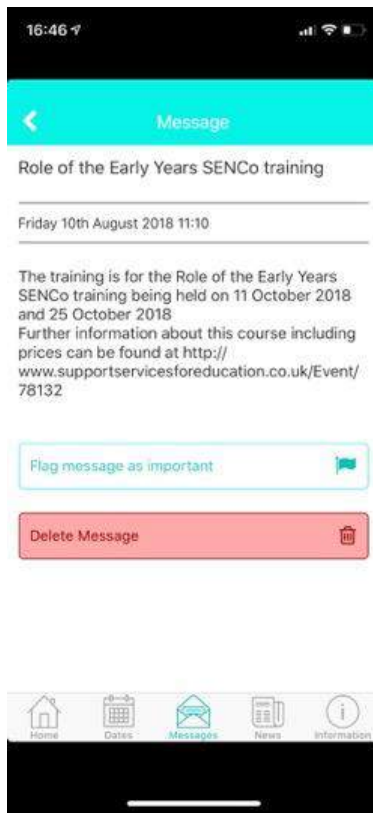 16:46
Message
Role of the Early Years SENCo training
Friday 10th August 2018 11:10
The training is for the Role of the Early Years
SENCo training being held on 11 October 2018
and 25 October 2018
Further information about this course including
prices can be found at http://
www.supportservicesforeducation.co.uk/Event/
78132
Flag message as important
Delete Message
Home Dates Messages News Information